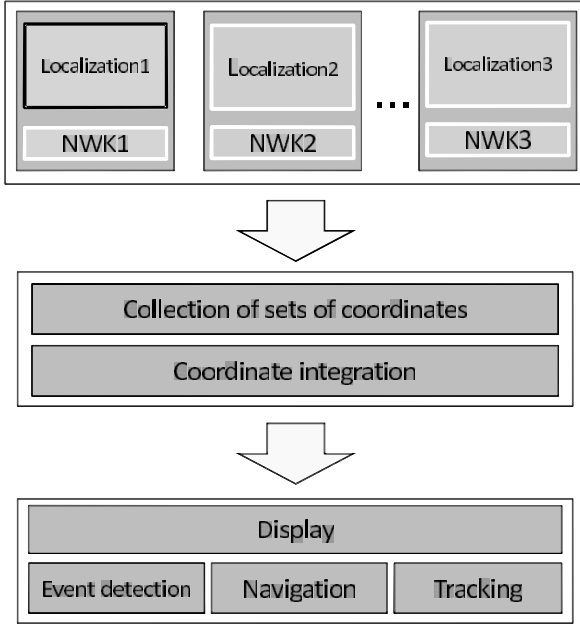 Localization1
Localization2
Localization3
...
NWK1
NWK2
NWK3
Collection of sets of coordinates
Coordinate integration
Display
Event detection
Navigation
Tracking